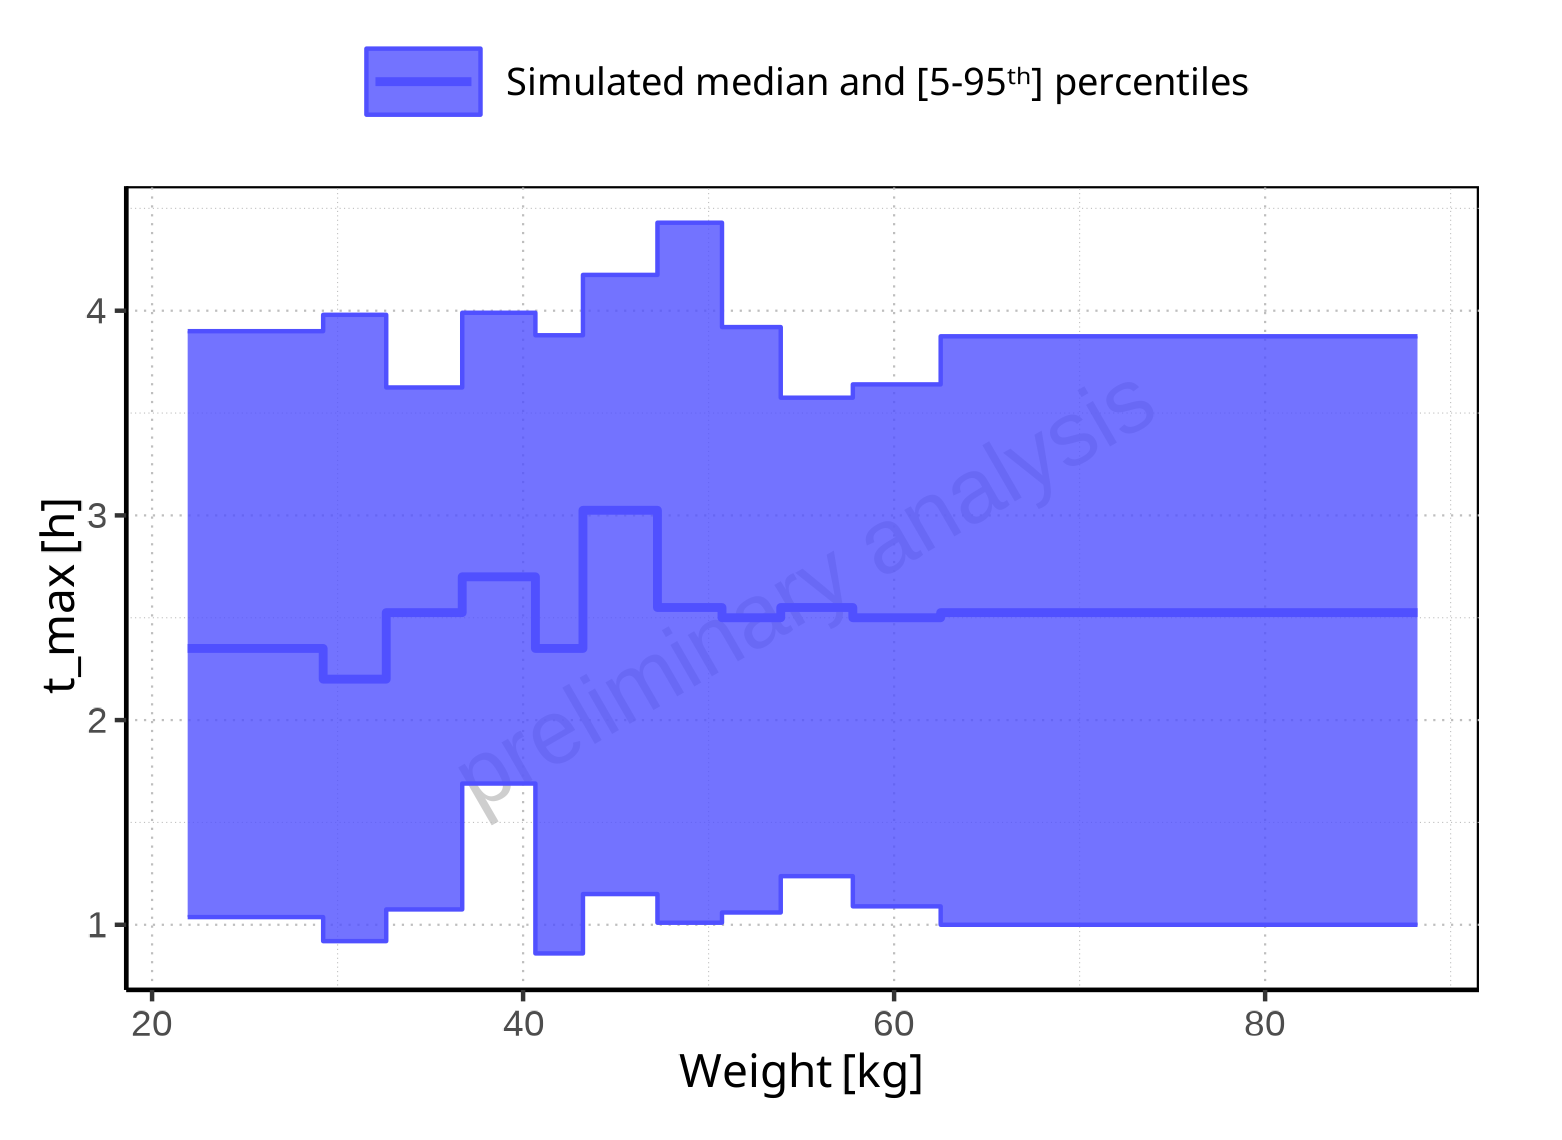 Simulated median and [5-95ᵗʰ] percentiles
4
3
2
1
t_max [h]
preliminary analysis
20 40 60 80
Weight [kg]